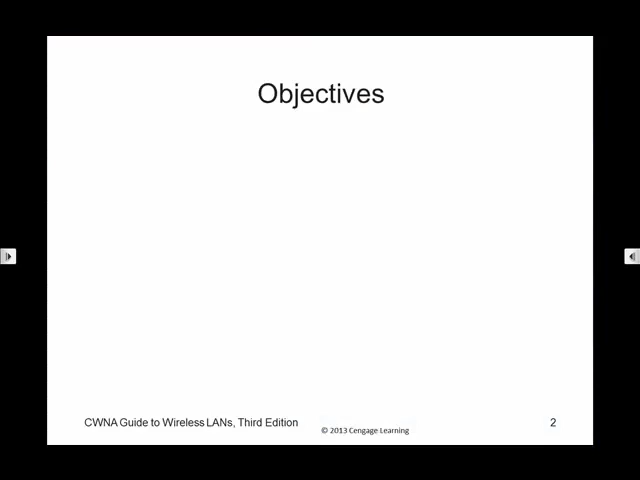 Objectives
CWNA Guide to Wireless LANs, Third Edition
© 2013 Cengage Learning
2